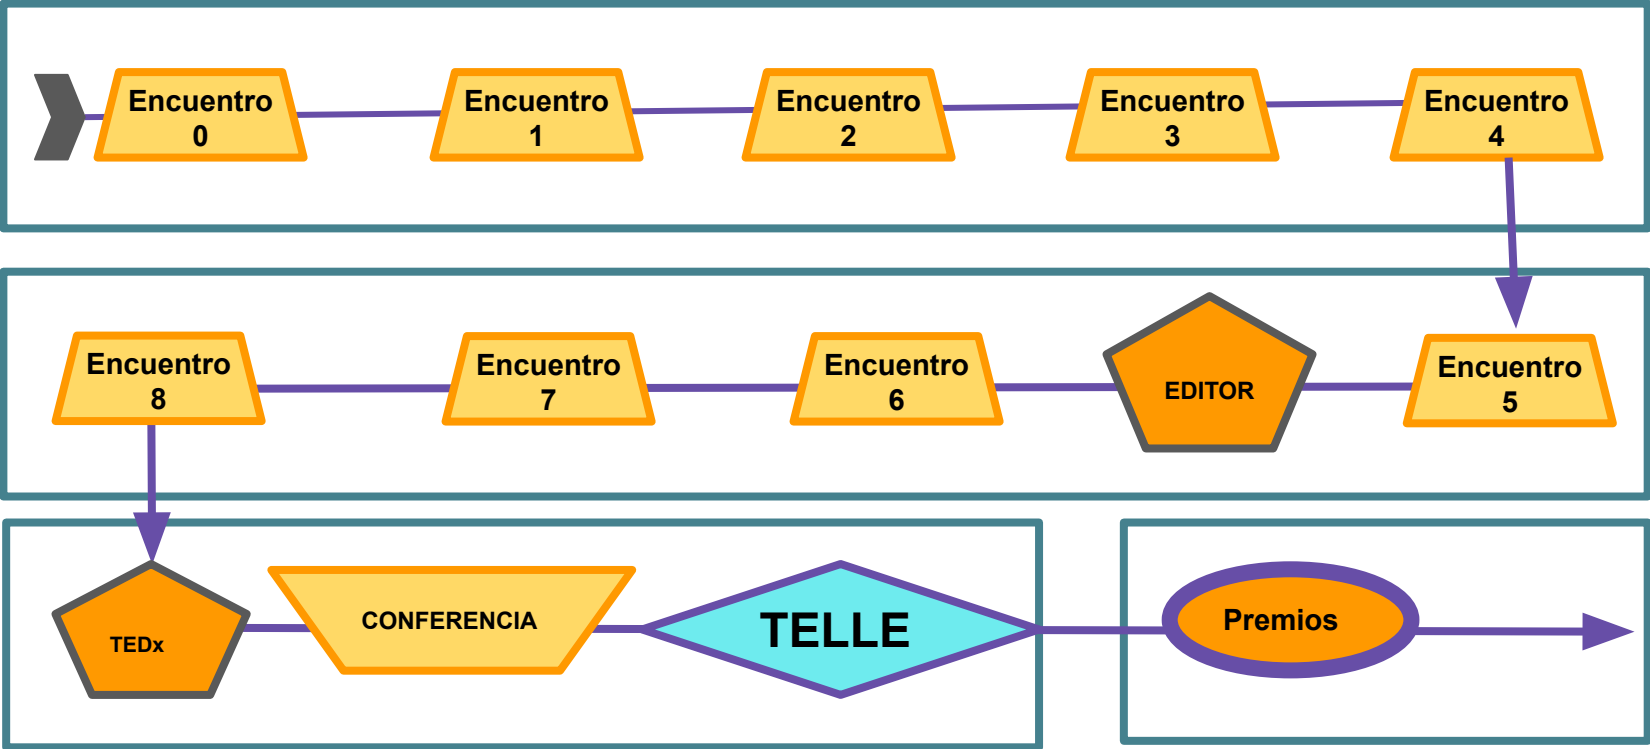 Encuentro
0
Encuentro
1
Encuentro
2
Encuentro
3
Encuentro
4
Encuentro
8
Encuentro
7
Encuentro
6
EDITOR
Encuentro
5
TEDx
CONFERENCIA
TELLE
Premios